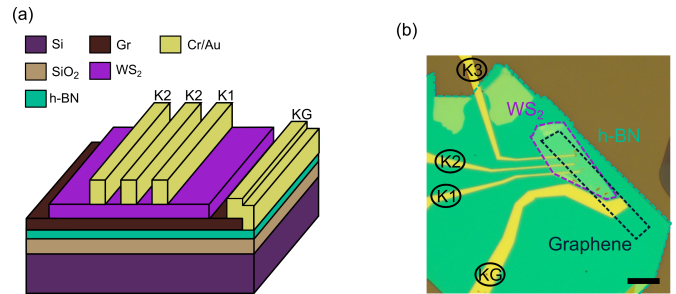 (a)
Si
Gr
Cr/Au
SiO2
WS2
h-BN
K2
K2
K1
KG
(b)
K3
WS2
h-BN
K2
K1
Graphene
KG